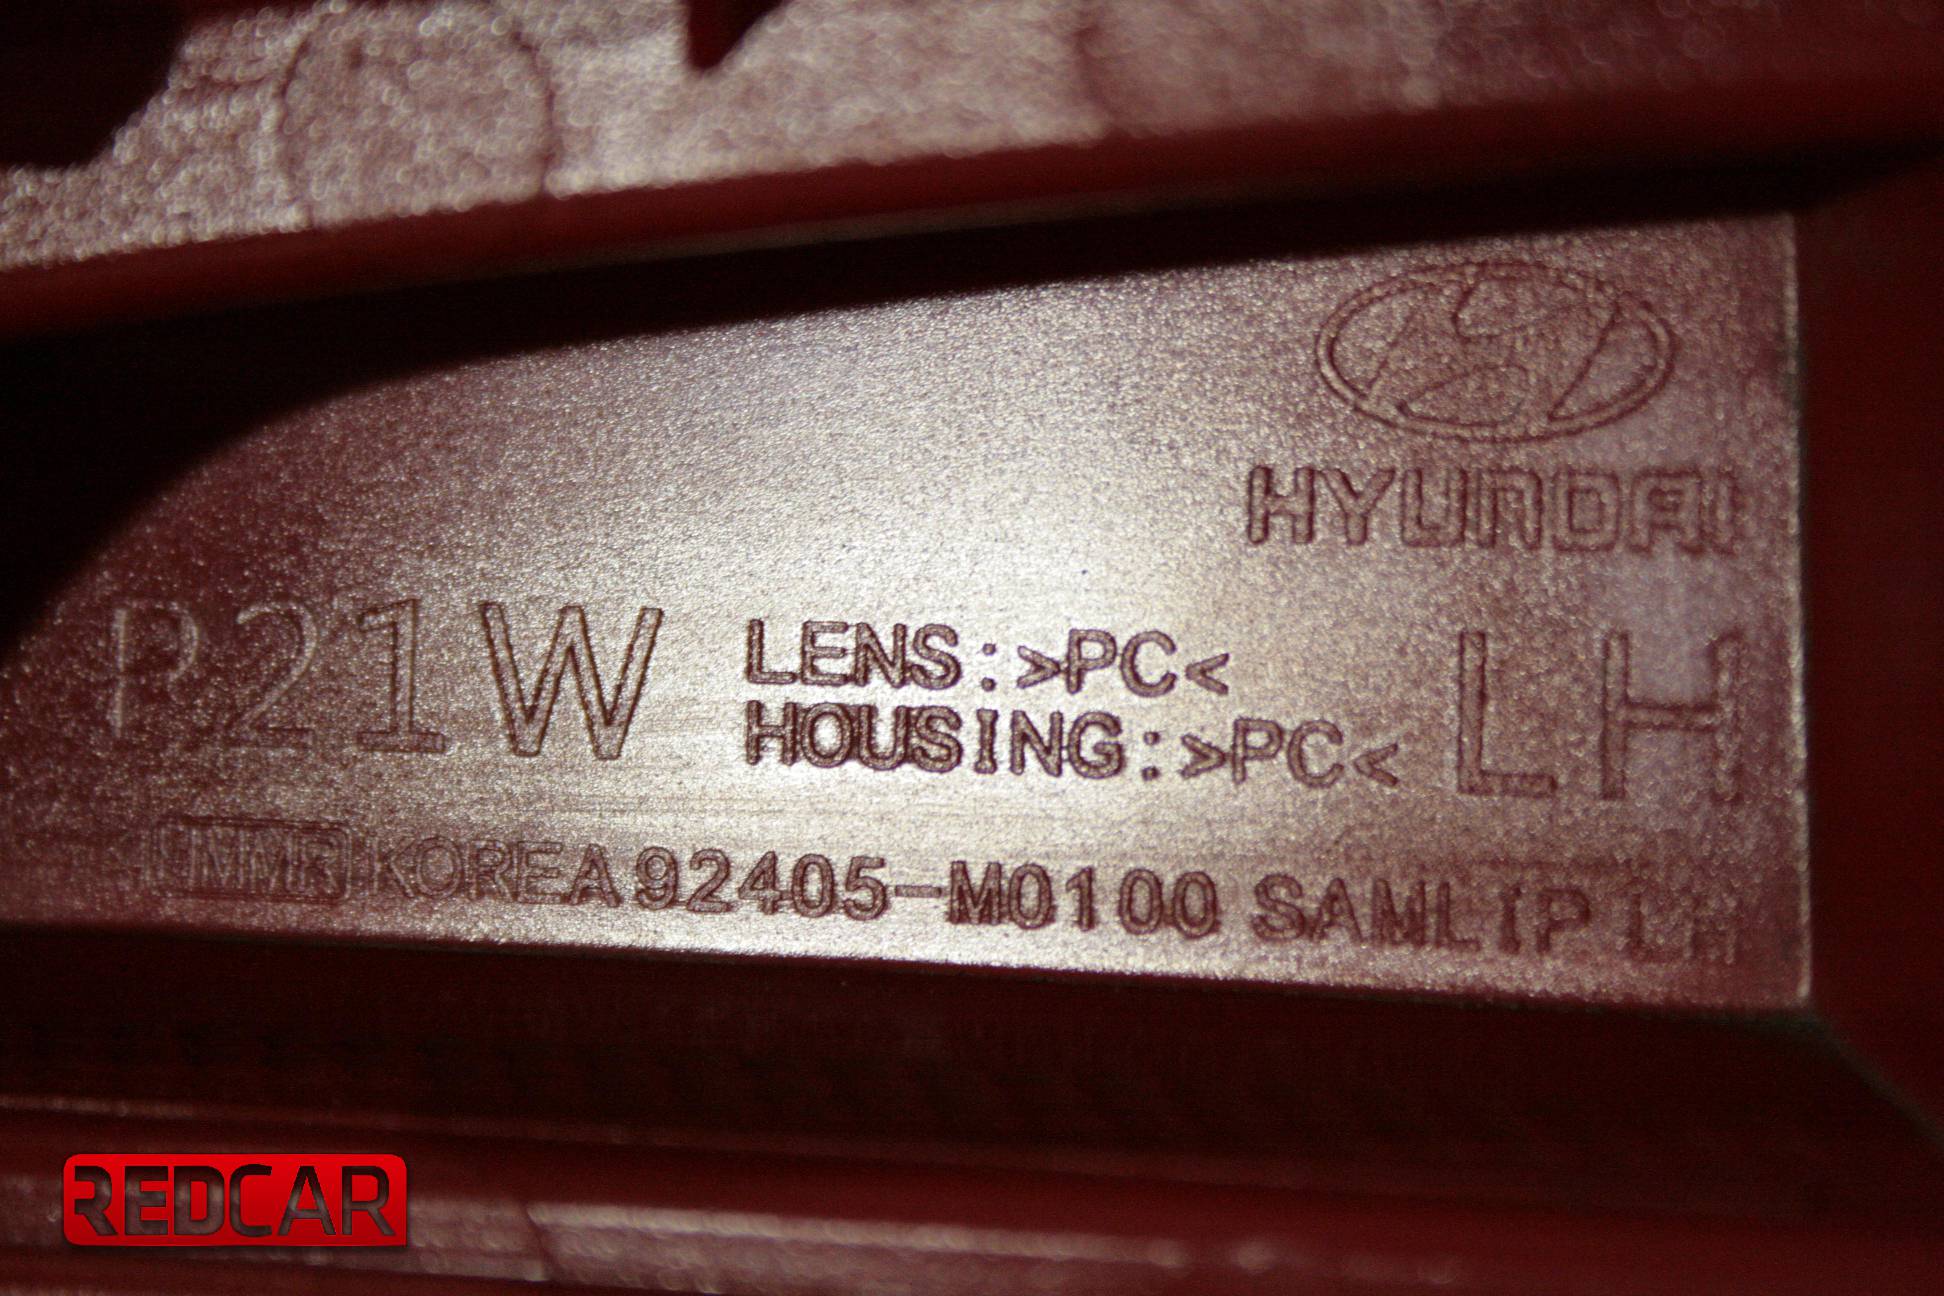 HYUNDAI
P21W
LENS:>PC<
HOUSING:>PC<
LH
KOREA 92405-M0100 SAMLIP LH
REDCAR